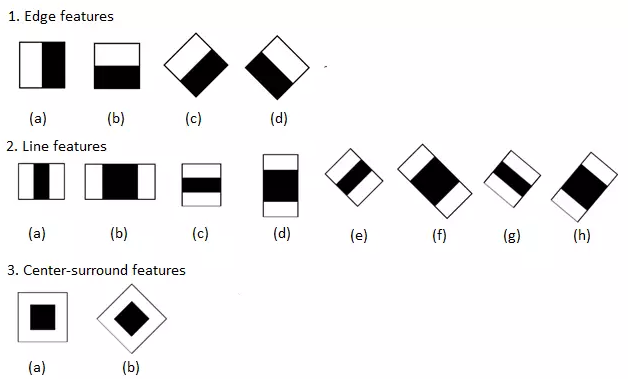 1. Edge features
(a) (b) (c) (d)
2. Line features
(a) (b) (c) (d) (e) (f) (g) (h)
3. Center-surround features
(a) (b)